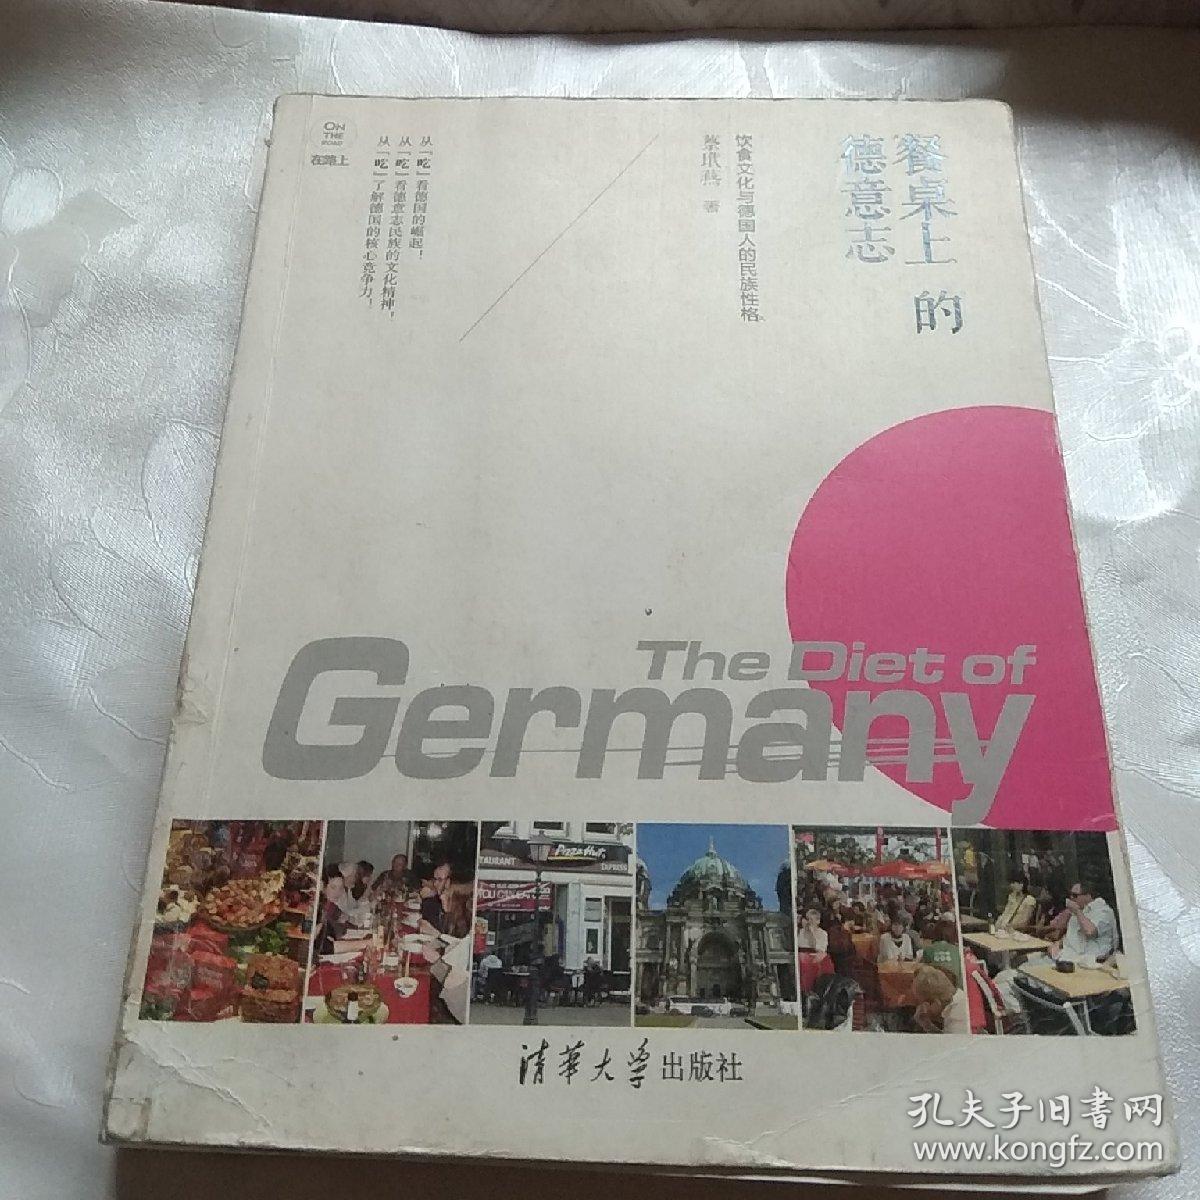 餐桌上的
德意志
饮食文化与德国人的民族性格
著
从“吃”看德国的崛起！
从“吃”看德意志民族的文化精神！
从“吃”了解德国的核心竞争力！
ON
THE
ROAD
在路上
The Diet of
Germany
Pizza Hut
EXPRESS
清华大学出版社
孔夫子旧书网
www.kongfz.com